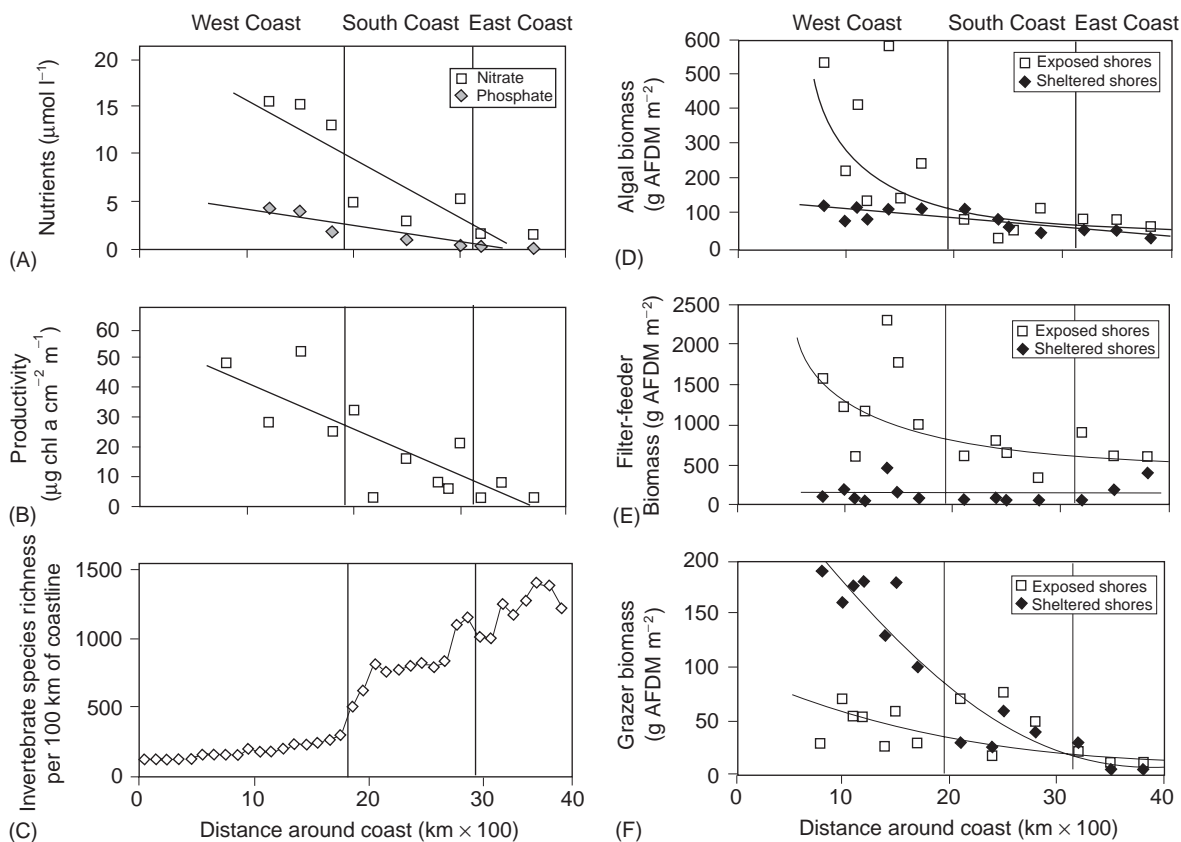 West Coast South Coast East Coast
20
15
10
5
0
Nutrients (μmol l−1)
Nitrate
Phosphate
(A)
60
50
40
30
20
10
0
Productivity
(μg chl a cm−2 m−1)
(B)
1500
1000
500
0
Invertebrate species richness
per 100 km of coastline
0 10 20 30 40
Distance around coast (km × 100)
(C)
West Coast South Coast East Coast
600
500
400
300
200
100
0
Algal biomass
(g AFDM m−2)
Exposed shores
Sheltered shores
(D)
2500
2000
1500
1000
500
0
Filter-feeder
Biomass (g AFDM m−2)
Exposed shores
Sheltered shores
(E)
200
150
100
50
0
Grazer biomass
(g AFDM m−2)
Exposed shores
Sheltered shores
0 10 20 30 40
Distance around coast (km × 100)
(F)